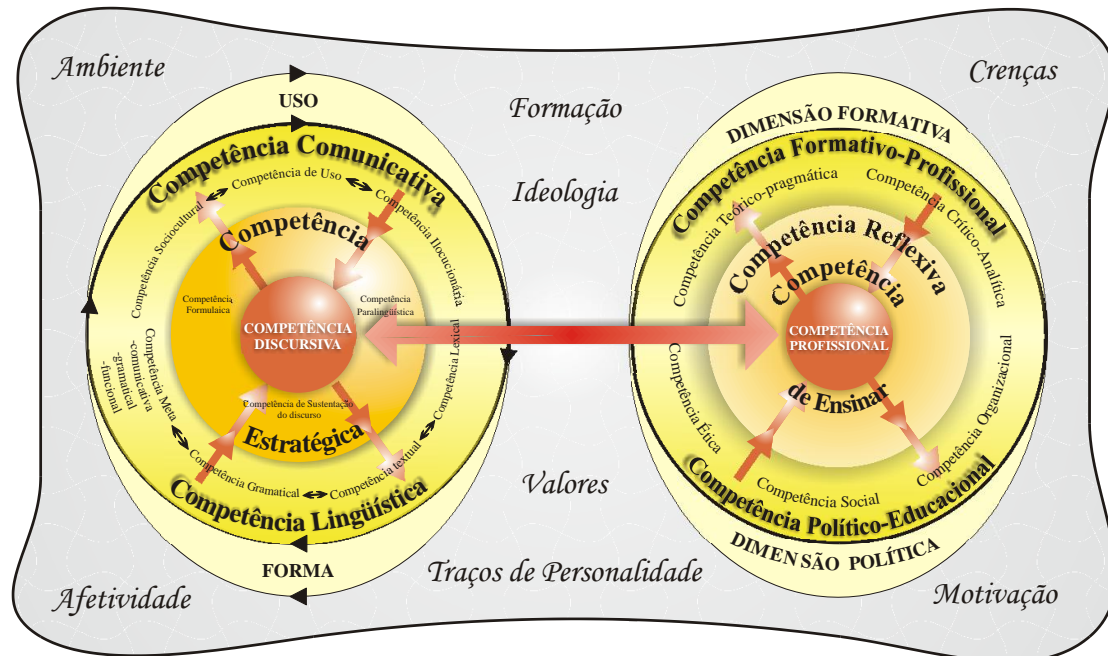 Ambiente
Crenças
Formação
Ideologia
Valores
Traços de Personalidade
Afetividade
Motivação
USO
Competência Comunicativa
Competência de Uso
Competência Sociocultural
Competência Ilocucionária
Competência
Competência
Formulaica
Competência
Paralingüística
COMPETÊNCIA
DISCURSIVA
Competência Meta
-comunicativa
-gramatical
-funcional
Competência Lexical
Competência de Sustentação
do discurso
Estratégica
Competência Gramatical
Competência textual
Competência Lingüística
FORMA
DIMENSÃO FORMATIVA
Competência Formativo-Profissional
Competência Teórico-pragmática
Competência Crítico-Analítica
Competência Reflexiva
Competência
COMPETÊNCIA
PROFISSIONAL
de Ensinar
Competência Ética
Competência Organizacional
Competência Social
Competência Político-Educacional
DIMENSÃO POLÍTICA